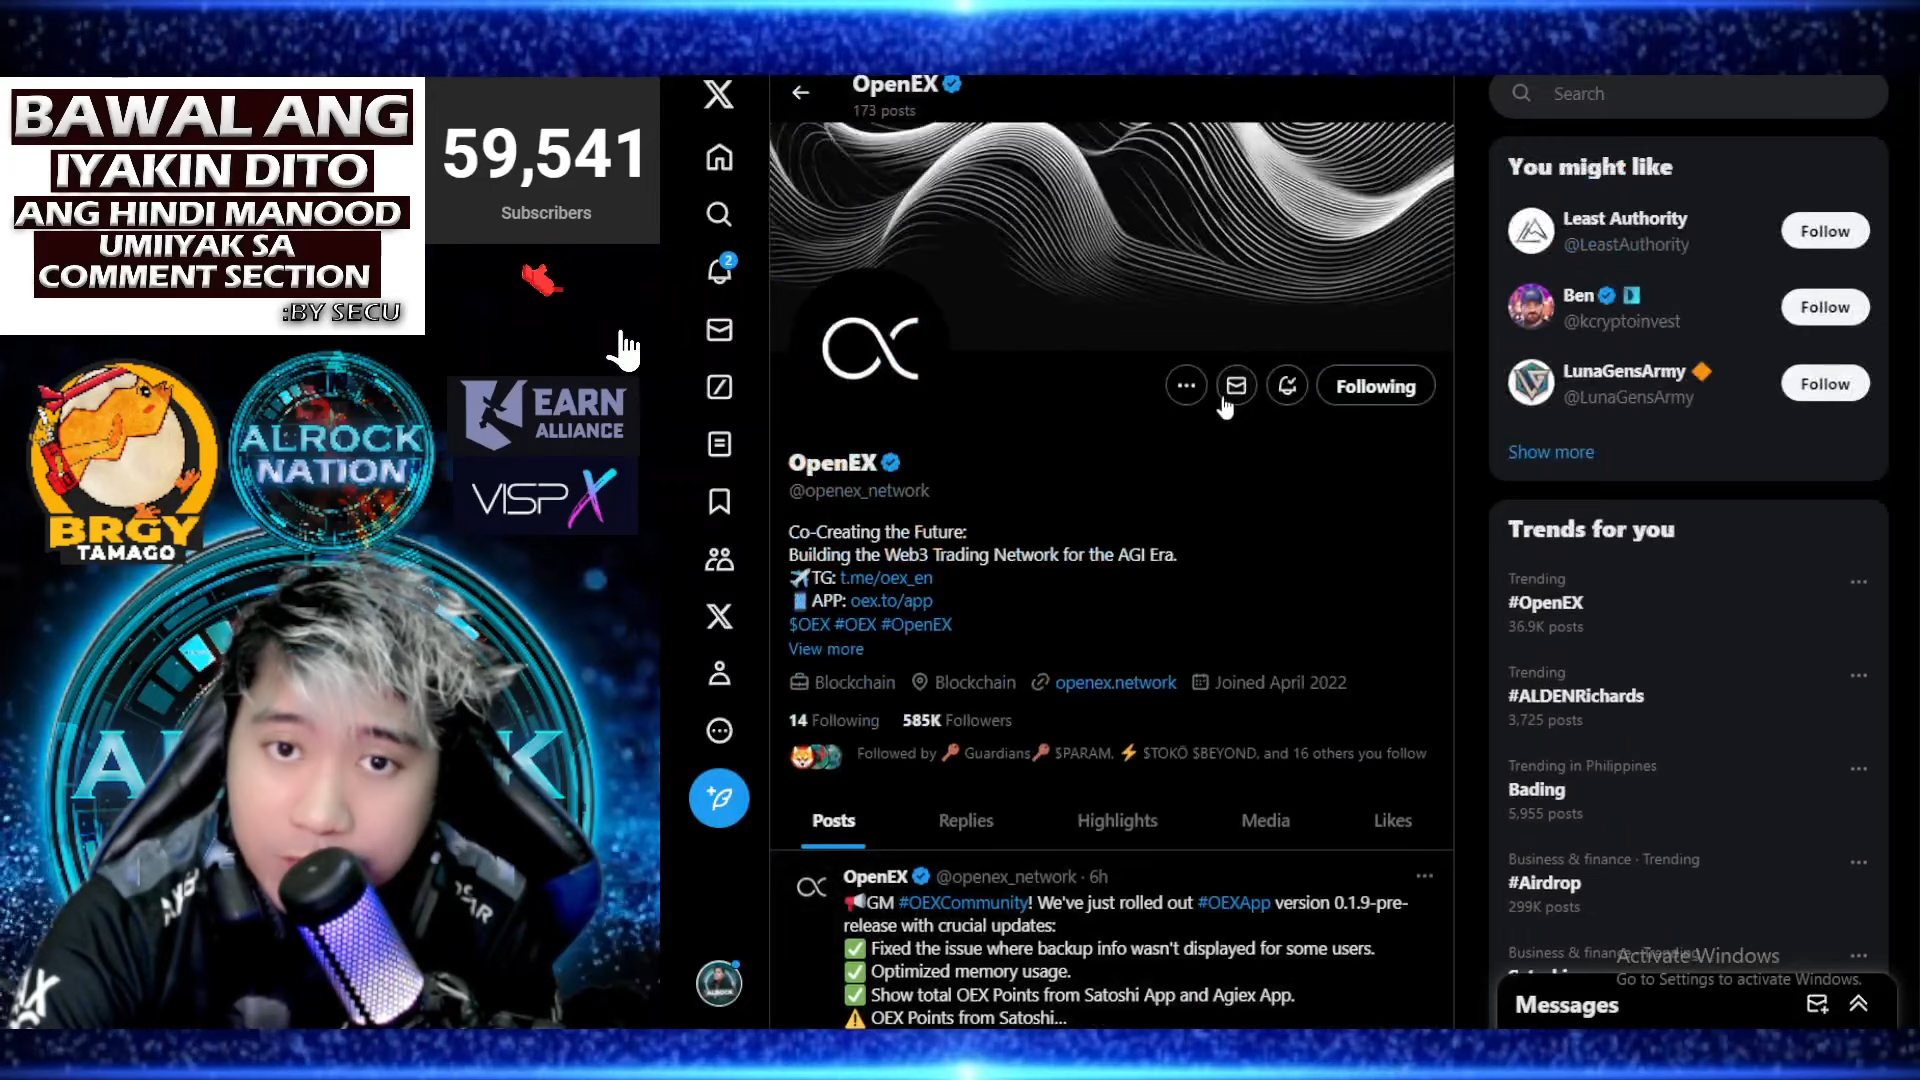 BAWAL ANG
IYAKIN DITO
ANG HINDI MANOOD
UMIIYAK SA
COMMENT SECTION
:BY SECU
59,541
Subscribers
BRGY
TAMAGO
ALROCK
NATION
EARN
ALLIANCE
VISPX
2
OpenEX
173 posts
Following
OpenEX
@openex_network
Co-Creating the Future:
Building the Web3 Trading Network for the AGI Era.
TG: t.me/oex_en
APP: oex.to/app
$OEX #OEX #OpenEX
View more
Blockchain Blockchain openex.network Joined April 2022
14 Following 585K Followers
Followed by Guardians $PARAM, $TOKŌ $BEYOND, and 16 others you follow
Posts Replies Highlights Media Likes
OpenEX @openex_network · 6h
GM #OEXCommunity! We've just rolled out #OEXApp version 0.1.9-pre-
release with crucial updates:
Fixed the issue where backup info wasn't displayed for some users.
Optimized memory usage.
Show total OEX Points from Satoshi App and Agiex App.
OEX Points from Satoshi...
Search
You might like
Least Authority
@LeastAuthority
Follow
Ben
@kcryptoinvest
Follow
LunaGensArmy
@LunaGensArmy
Follow
Show more
Trends for you
Trending
#OpenEX
36.9K posts
Trending
#ALDENRichards
3,725 posts
Trending in Philippines
Bading
5,955 posts
Business & finance · Trending
#Airdrop
299K posts
Business & finance · Trending
Activate Windows
Go to Settings to activate Windows.
Messages